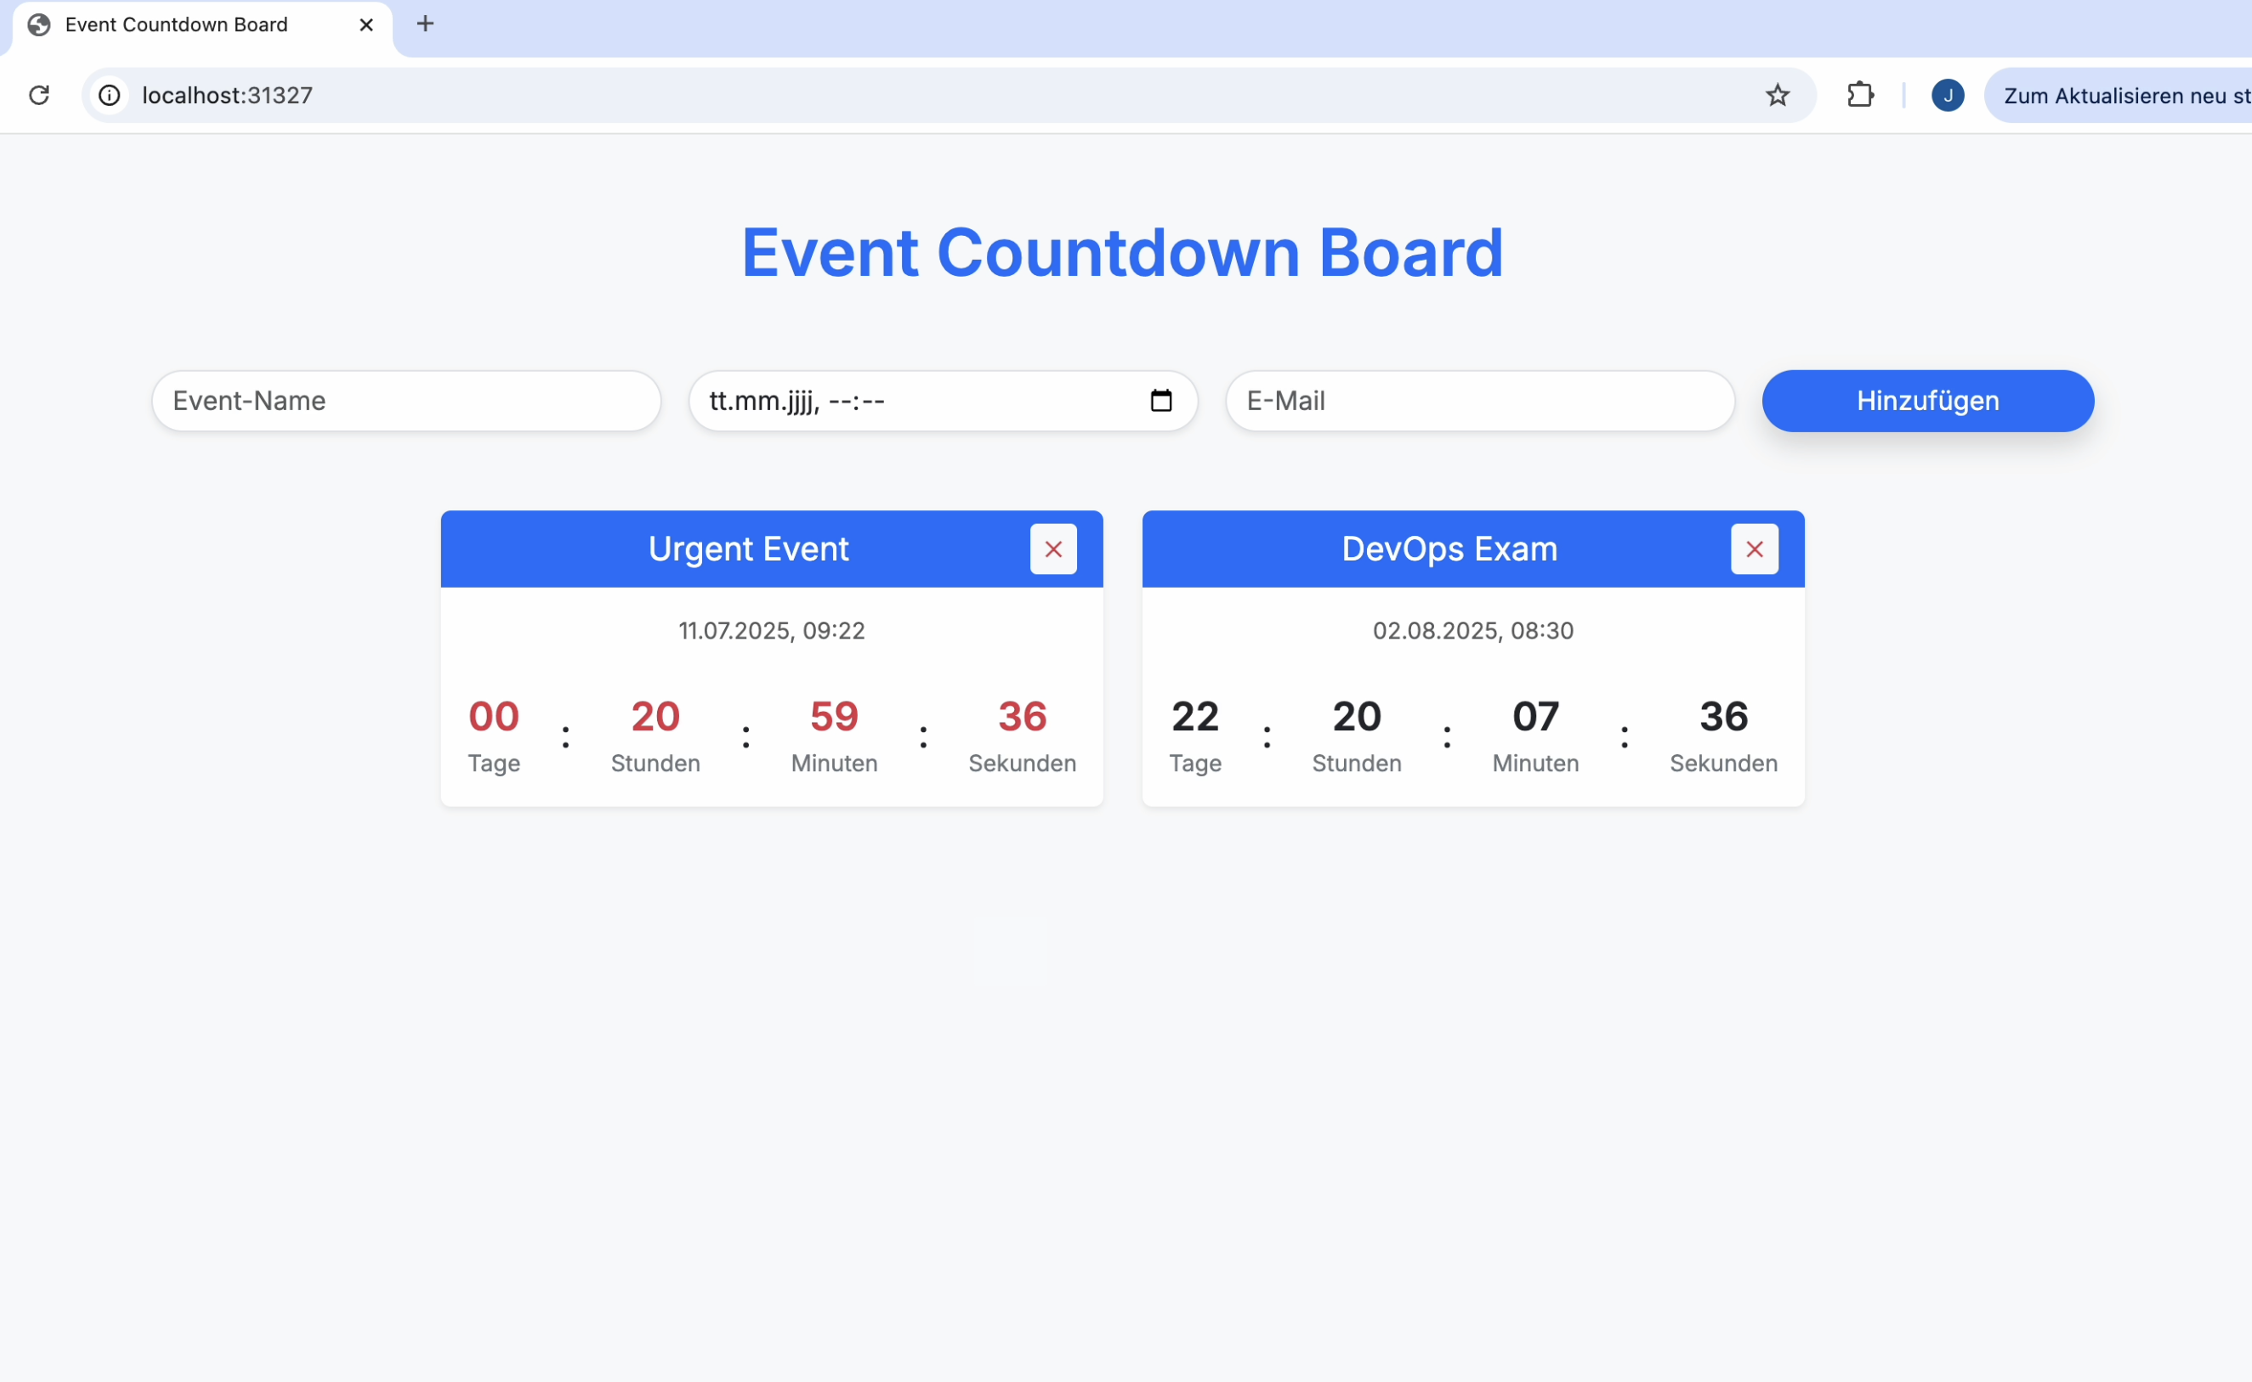 Event Countdown Board
localhost:31327
J
Zum Aktualisieren neu st
Event Countdown Board
Event-Name
tt.mm.jjjj, --:--
E-Mail
Hinzufügen
Urgent Event
11.07.2025, 09:22
00 : 20 : 59 : 36
Tage Stunden Minuten Sekunden
DevOps Exam
02.08.2025, 08:30
22 : 20 : 07 : 36
Tage Stunden Minuten Sekunden